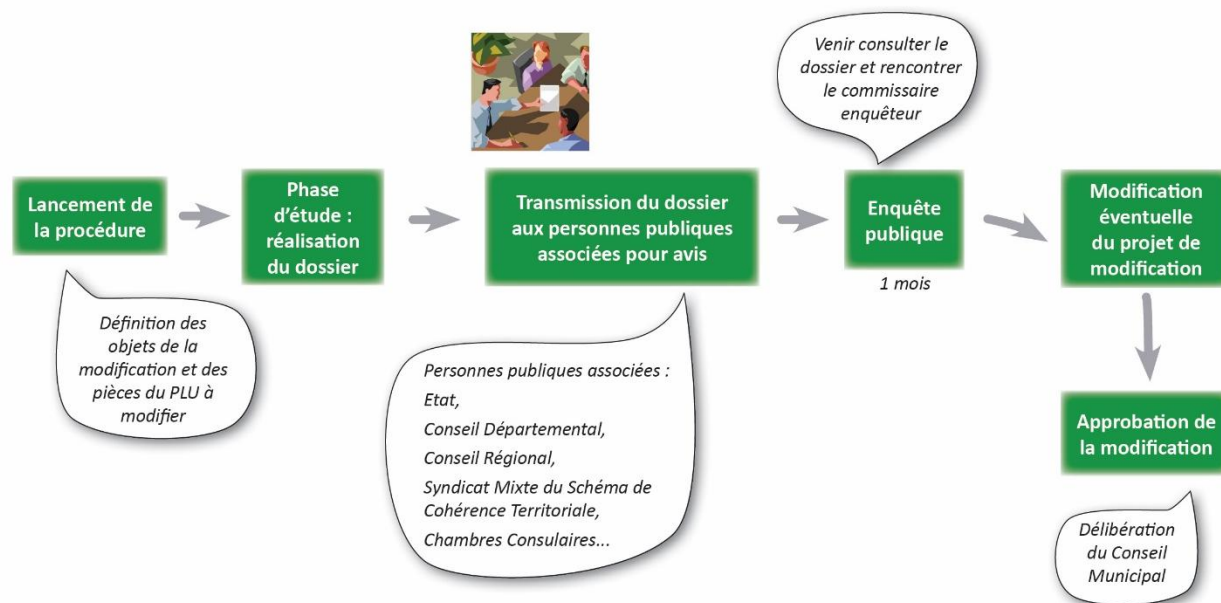 Venir consulter le
dossier et rencontrer
le commissaire
enquêteur
Lancement de
la procédure
Phase
d'étude :
réalisation
du dossier
Transmission du dossier
aux personnes publiques
associées pour avis
Enquête
publique
1 mois
Modification
éventuelle
du projet de
modification
Définition des
objets de la
modification et des
pièces du PLU à
modifier
Personnes publiques associées :
Etat,
Conseil Départemental,
Conseil Régional,
Syndicat Mixte du Schéma de
Cohérence Territoriale,
Chambres Consulaires...
Approbation de
la modification
Délibération
du Conseil
Municipal